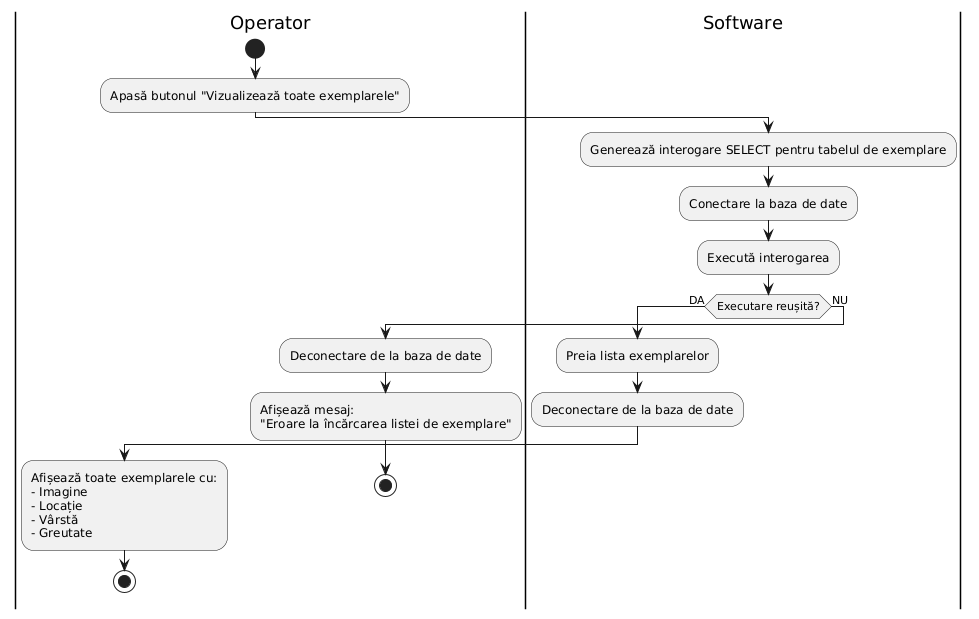 Operator
Software
Apasă butonul "Vizualizează toate exemplarele"
Generează interogare SELECT pentru tabelul de exemplare
Conectare la baza de date
Execută interogarea
Executare reușită?
DA
NU
Deconectare de la baza de date
Preia lista exemplarelor
Afișează mesaj:
"Eroare la încărcarea listei de exemplare"
Deconectare de la baza de date
Afișează toate exemplarele cu:
- Imagine
- Locație
- Vârstă
- Greutate